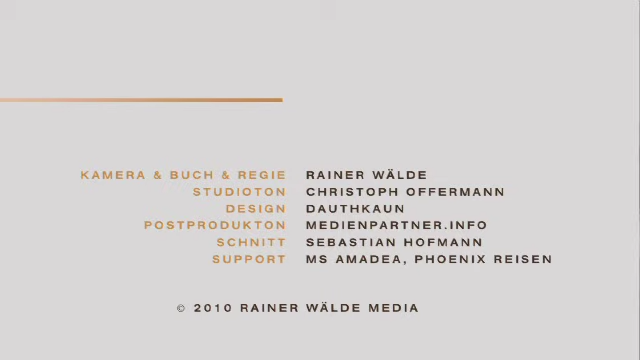 KAMERA & BUCH & REGIE RAINER WÄLDE
STUDIOTON CHRISTOPH OFFERMANN
DESIGN DAUTHKAUN
POSTPRODUKTON MEDIENPARTNER.INFO
SCHNITT SEBASTIAN HOFMANN
SUPPORT MS AMADEA, PHOENIX REISEN
© 2010 RAINER WÄLDE MEDIA